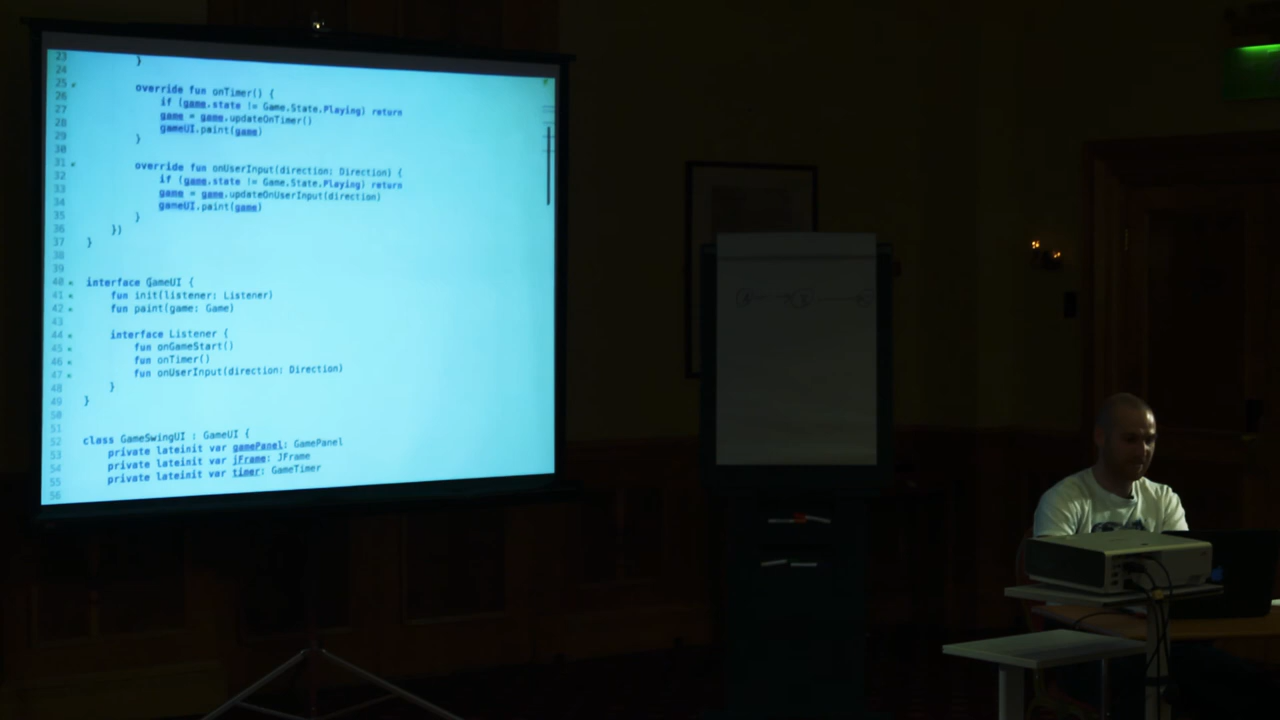 23 }
24
25 override fun onTimer() {
26 if (game.state != Game.State.Playing) return
27 game = game.updateOnTimer()
28 gameUI.paint(game)
29 }
30
31 override fun onUserInput(direction: Direction) {
32 if (game.state != Game.State.Playing) return
33 game = game.updateOnUserInput(direction)
34 gameUI.paint(game)
35 }
36 })
37 }
38
39
40 interface GameUI {
41 fun init(listener: Listener)
42 fun paint(game: Game)
43
44 interface Listener {
45 fun onGameStart()
46 fun onTimer()
47 fun onUserInput(direction: Direction)
48 }
49 }
50
51
52 class GameSwingUI : GameUI {
53 private lateinit var gamePanel: GamePanel
54 private lateinit var jFrame: JFrame
55 private lateinit var timer: GameTimer
56